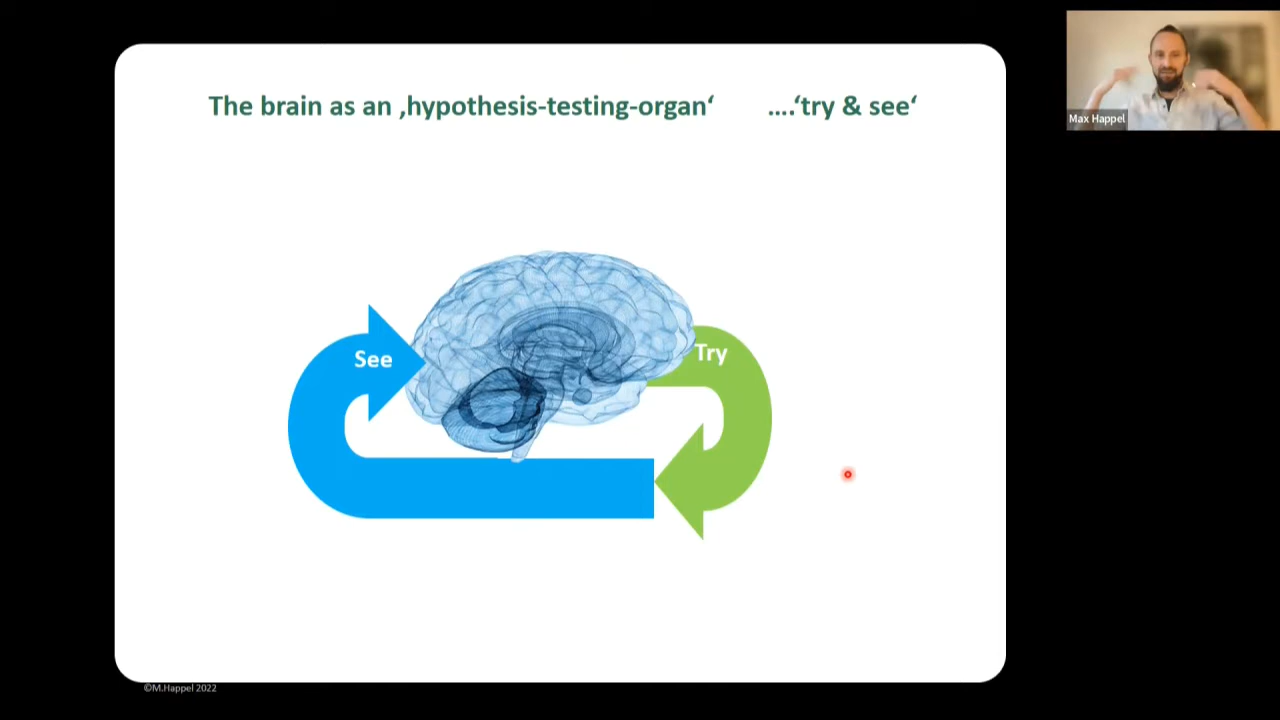 The brain as an ‚hypothesis-testing-organ‘ ….‘try & see‘
Max Happel
See
Try
©M.Happel 2022